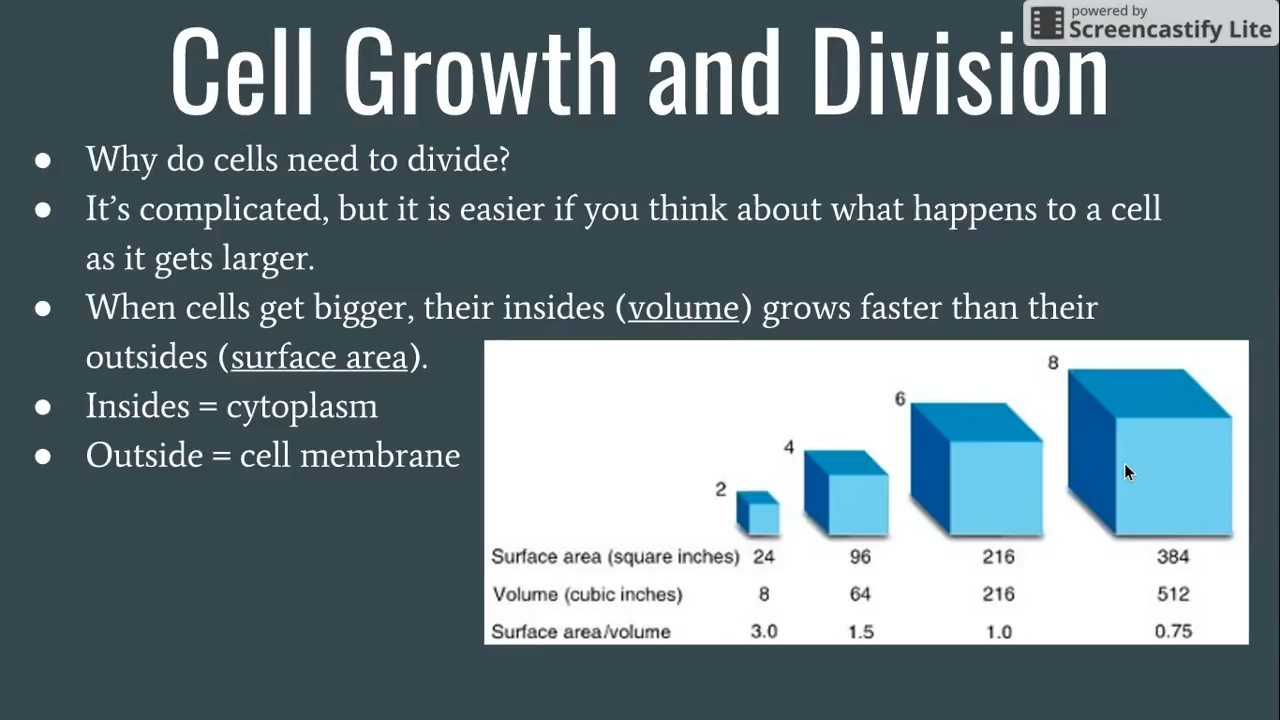 powered by
Screencastify Lite
Cell Growth and Division
● Why do cells need to divide?
● It’s complicated, but it is easier if you think about what happens to a cell
as it gets larger.
● When cells get bigger, their insides (volume) grows faster than their
outsides (surface area).
● Insides = cytoplasm
● Outside = cell membrane
2 4 6 8
Surface area (square inches) 24 96 216 384
Volume (cubic inches) 8 64 216 512
Surface area/volume 3.0 1.5 1.0 0.75